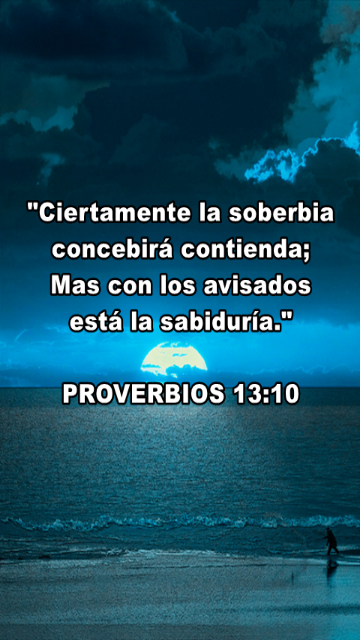 "Ciertamente la soberbia
concebirá contienda;
Mas con los avisados
está la sabiduría."
PROVERBIOS 13:10